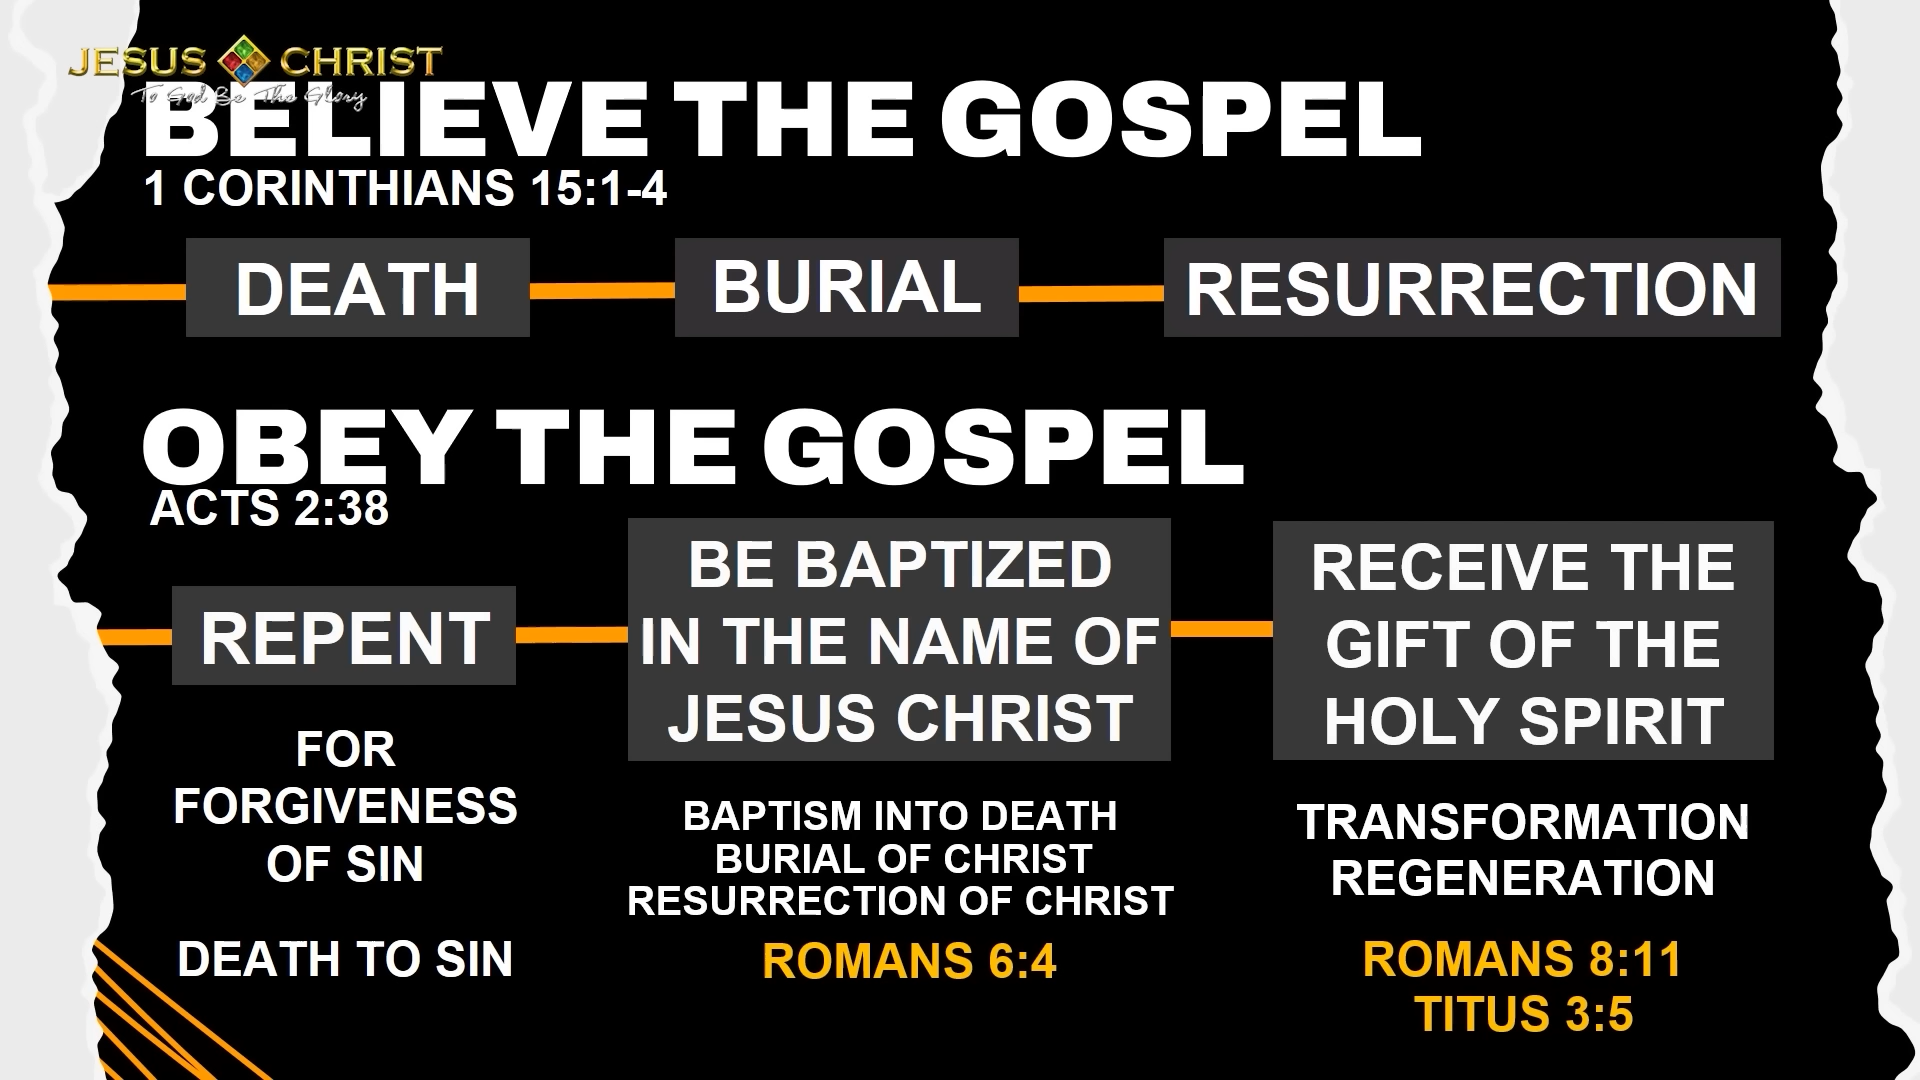 JESUS CHRIST
To God Be The Glory
BELIEVE THE GOSPEL
1 CORINTHIANS 15:1-4
DEATH
BURIAL
RESURRECTION
OBEY THE GOSPEL
ACTS 2:38
REPENT
FOR
FORGIVENESS
OF SIN
DEATH TO SIN
BE BAPTIZED
IN THE NAME OF
JESUS CHRIST
BAPTISM INTO DEATH
BURIAL OF CHRIST
RESURRECTION OF CHRIST
ROMANS 6:4
RECEIVE THE
GIFT OF THE
HOLY SPIRIT
TRANSFORMATION
REGENERATION
ROMANS 8:11
TITUS 3:5